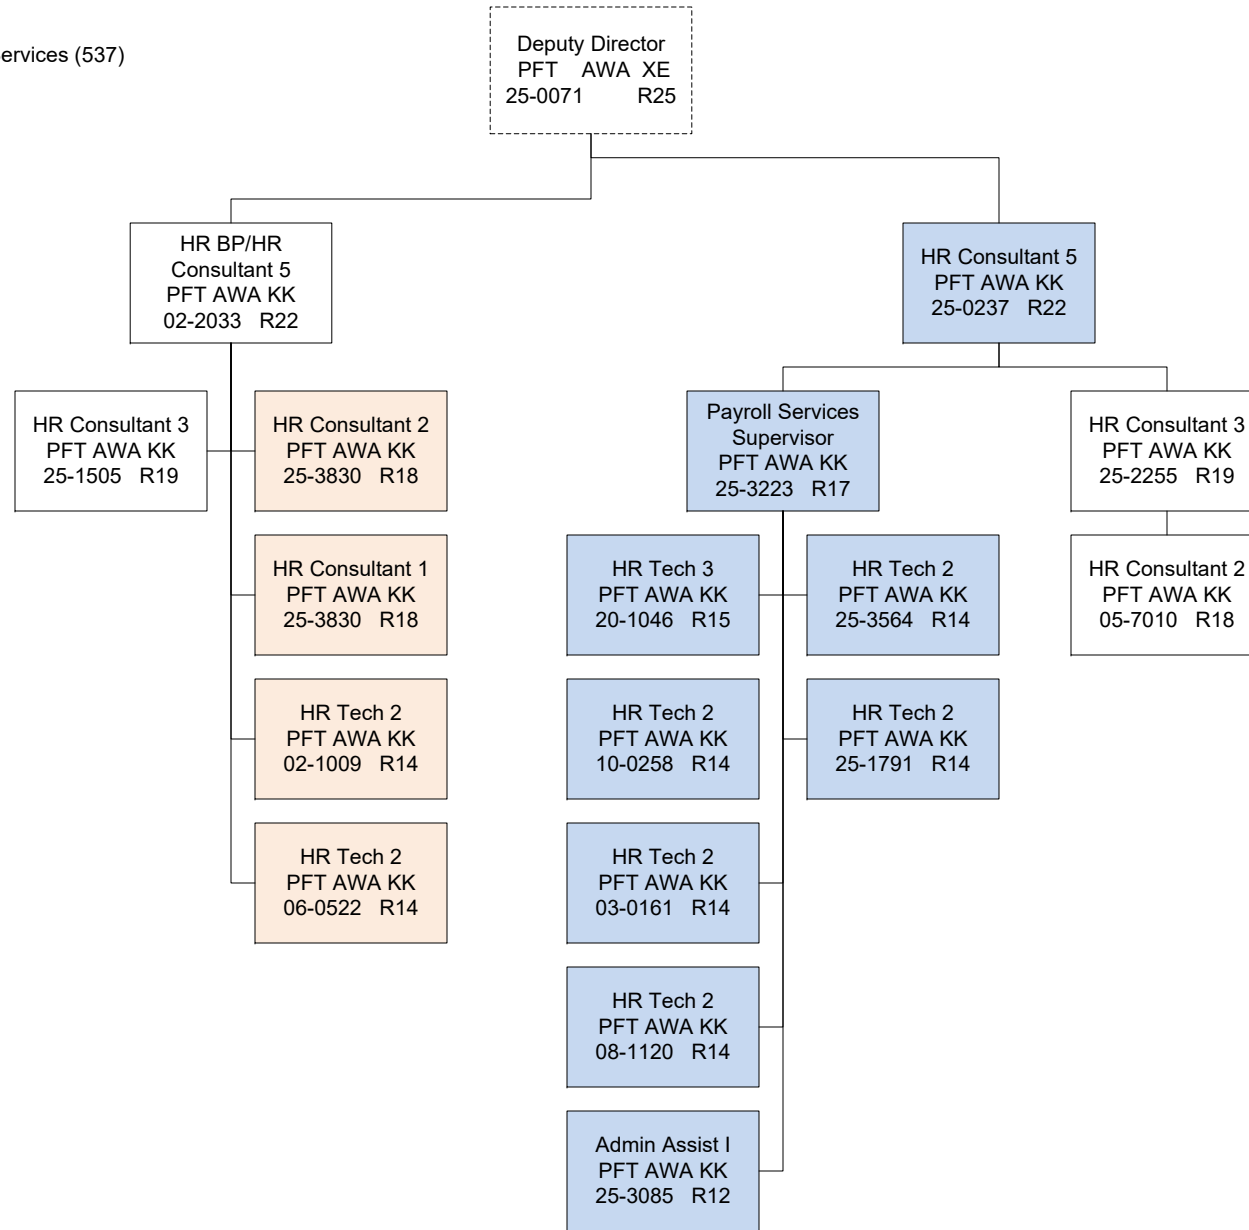 ervices (537)
Deputy Director
PFT AWA XE
25-0071 R25
HR BP/HR
Consultant 5
PFT AWA KK
02-2033 R22
HR Consultant 5
PFT AWA KK
25-0237 R22
HR Consultant 3
PFT AWA KK
25-1505 R19
HR Consultant 2
PFT AWA KK
25-3830 R18
Payroll Services
Supervisor
PFT AWA KK
25-3223 R17
HR Consultant 3
PFT AWA KK
25-2255 R19
HR Consultant 1
PFT AWA KK
25-3830 R18
HR Tech 3
PFT AWA KK
20-1046 R15
HR Tech 2
PFT AWA KK
25-3564 R14
HR Consultant 2
PFT AWA KK
05-7010 R18
HR Tech 2
PFT AWA KK
02-1009 R14
HR Tech 2
PFT AWA KK
10-0258 R14
HR Tech 2
PFT AWA KK
25-1791 R14
HR Tech 2
PFT AWA KK
06-0522 R14
HR Tech 2
PFT AWA KK
03-0161 R14
HR Tech 2
PFT AWA KK
08-1120 R14
Admin Assist I
PFT AWA KK
25-3085 R12